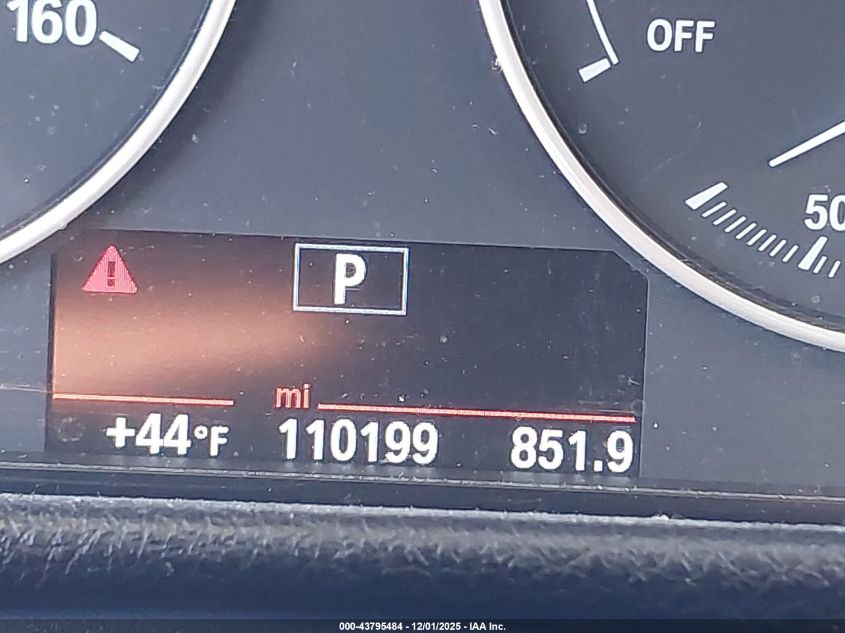 160
OFF
50
P
mi
+44°F 110199 851.9
000-43795484 - 12/01/2025 - IAA Inc.